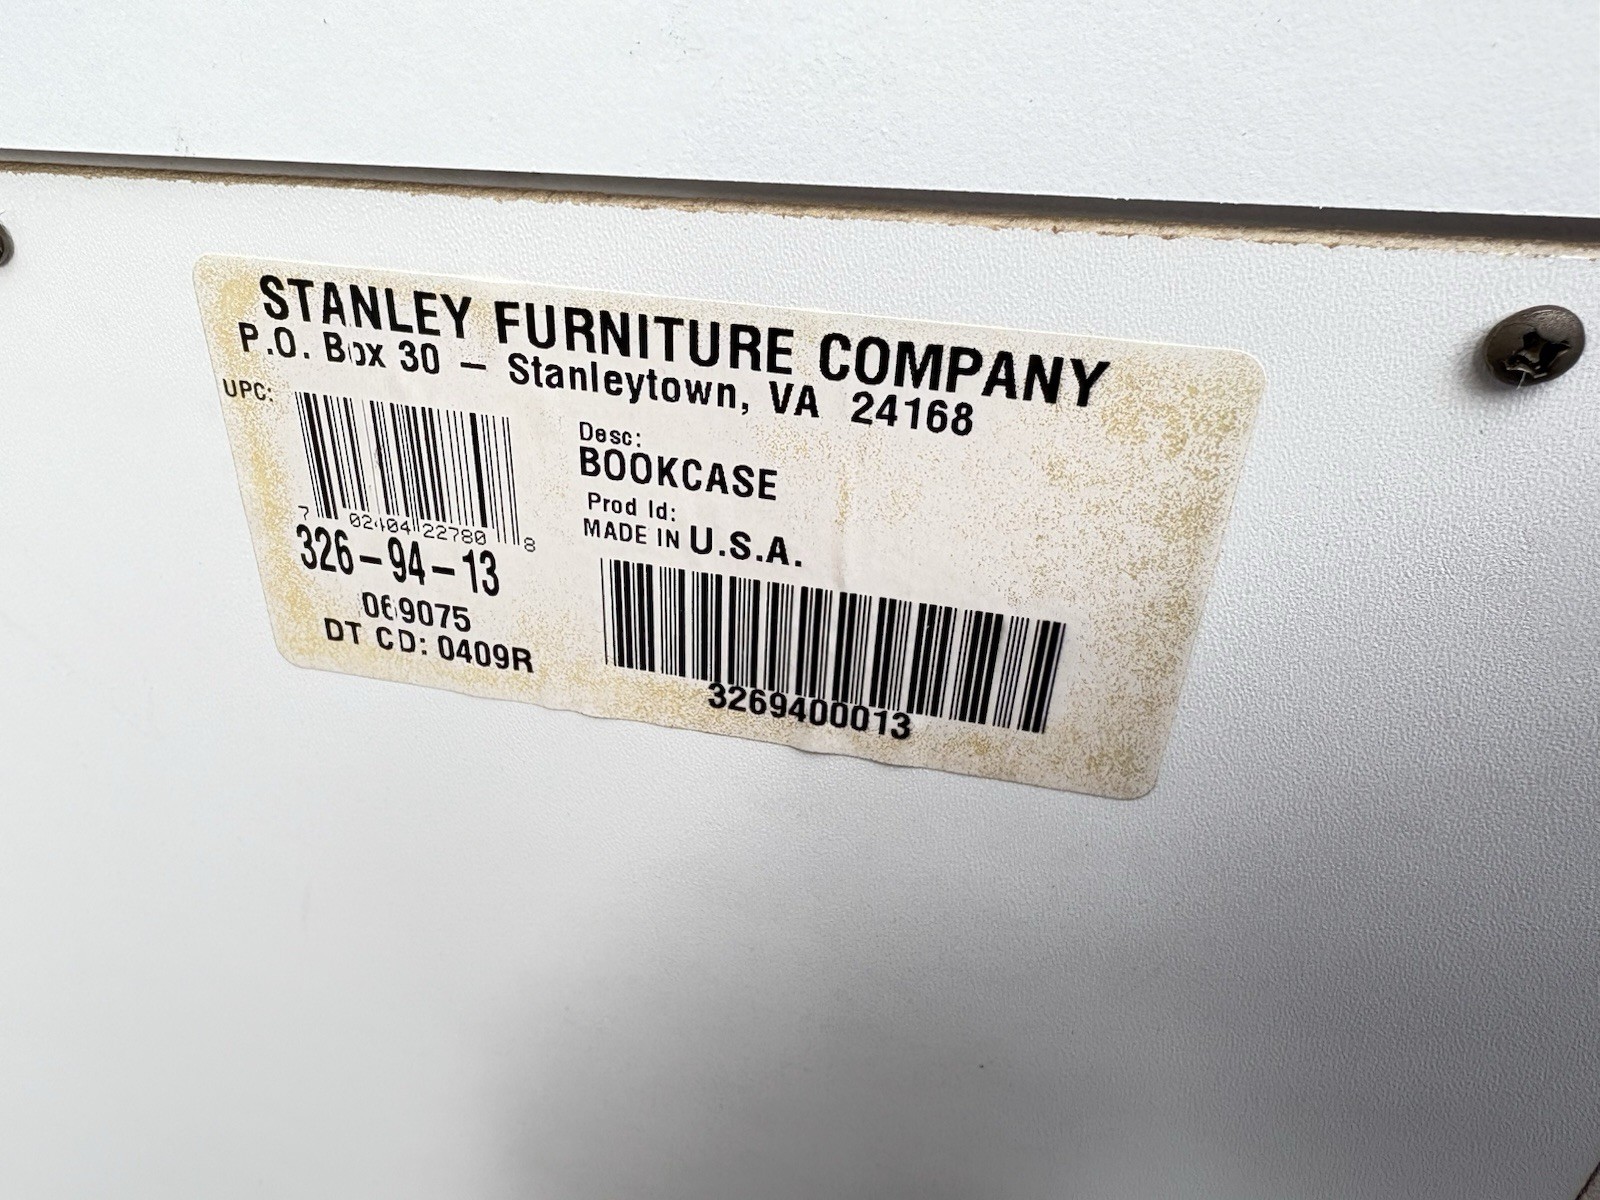 STANLEY FURNITURE COMPANY
P.O. Box 30 – Stanleytown, VA 24168
UPC:
7 02404 22780 8
326-94-13
069075
DT CD: 0409R
Desc:
BOOKCASE
Prod Id:
MADE IN U.S.A.
3269400013